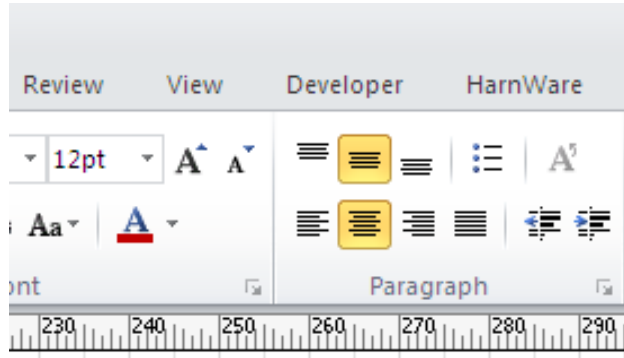 Review View Developer HarnWare
12pt A A A
Aa A
ont Paragraph
230 240 250 260 270 280 290